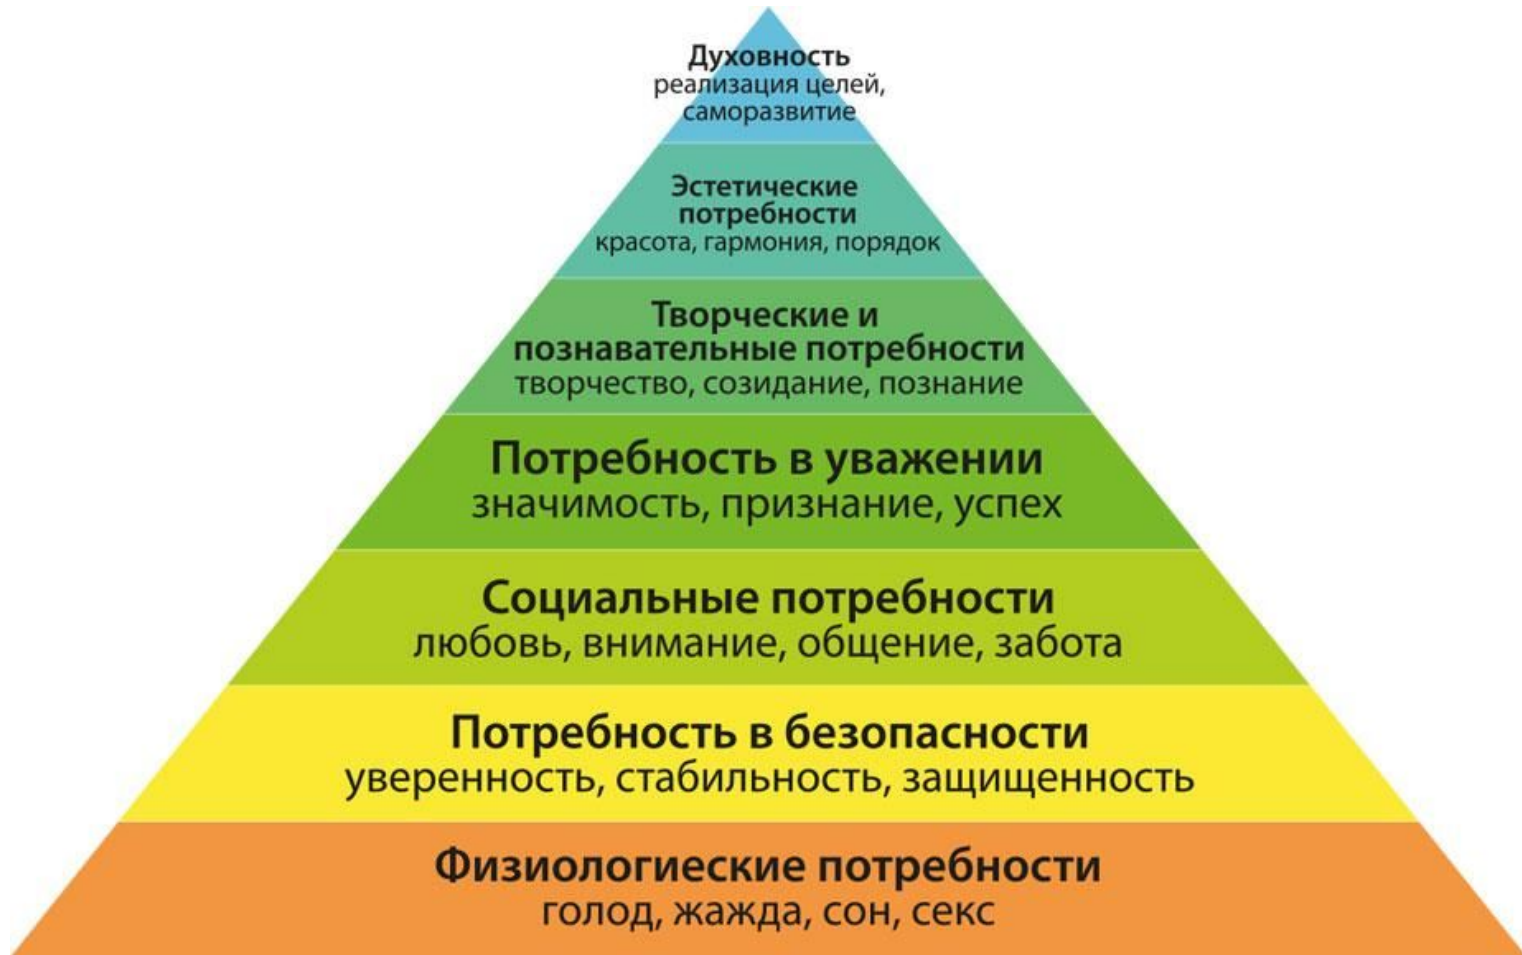 Духовность
реализация целей,
саморазвитие
Эстетические
потребности
красота, гармония, порядок
Творческие и
познавательные потребности
творчество, созидание, познание
Потребность в уважении
значимость, признание, успех
Социальные потребности
любовь, внимание, общение, забота
Потребность в безопасности
уверенность, стабильность, защищенность
Физиологиеские потребности
голод, жажда, сон, секс